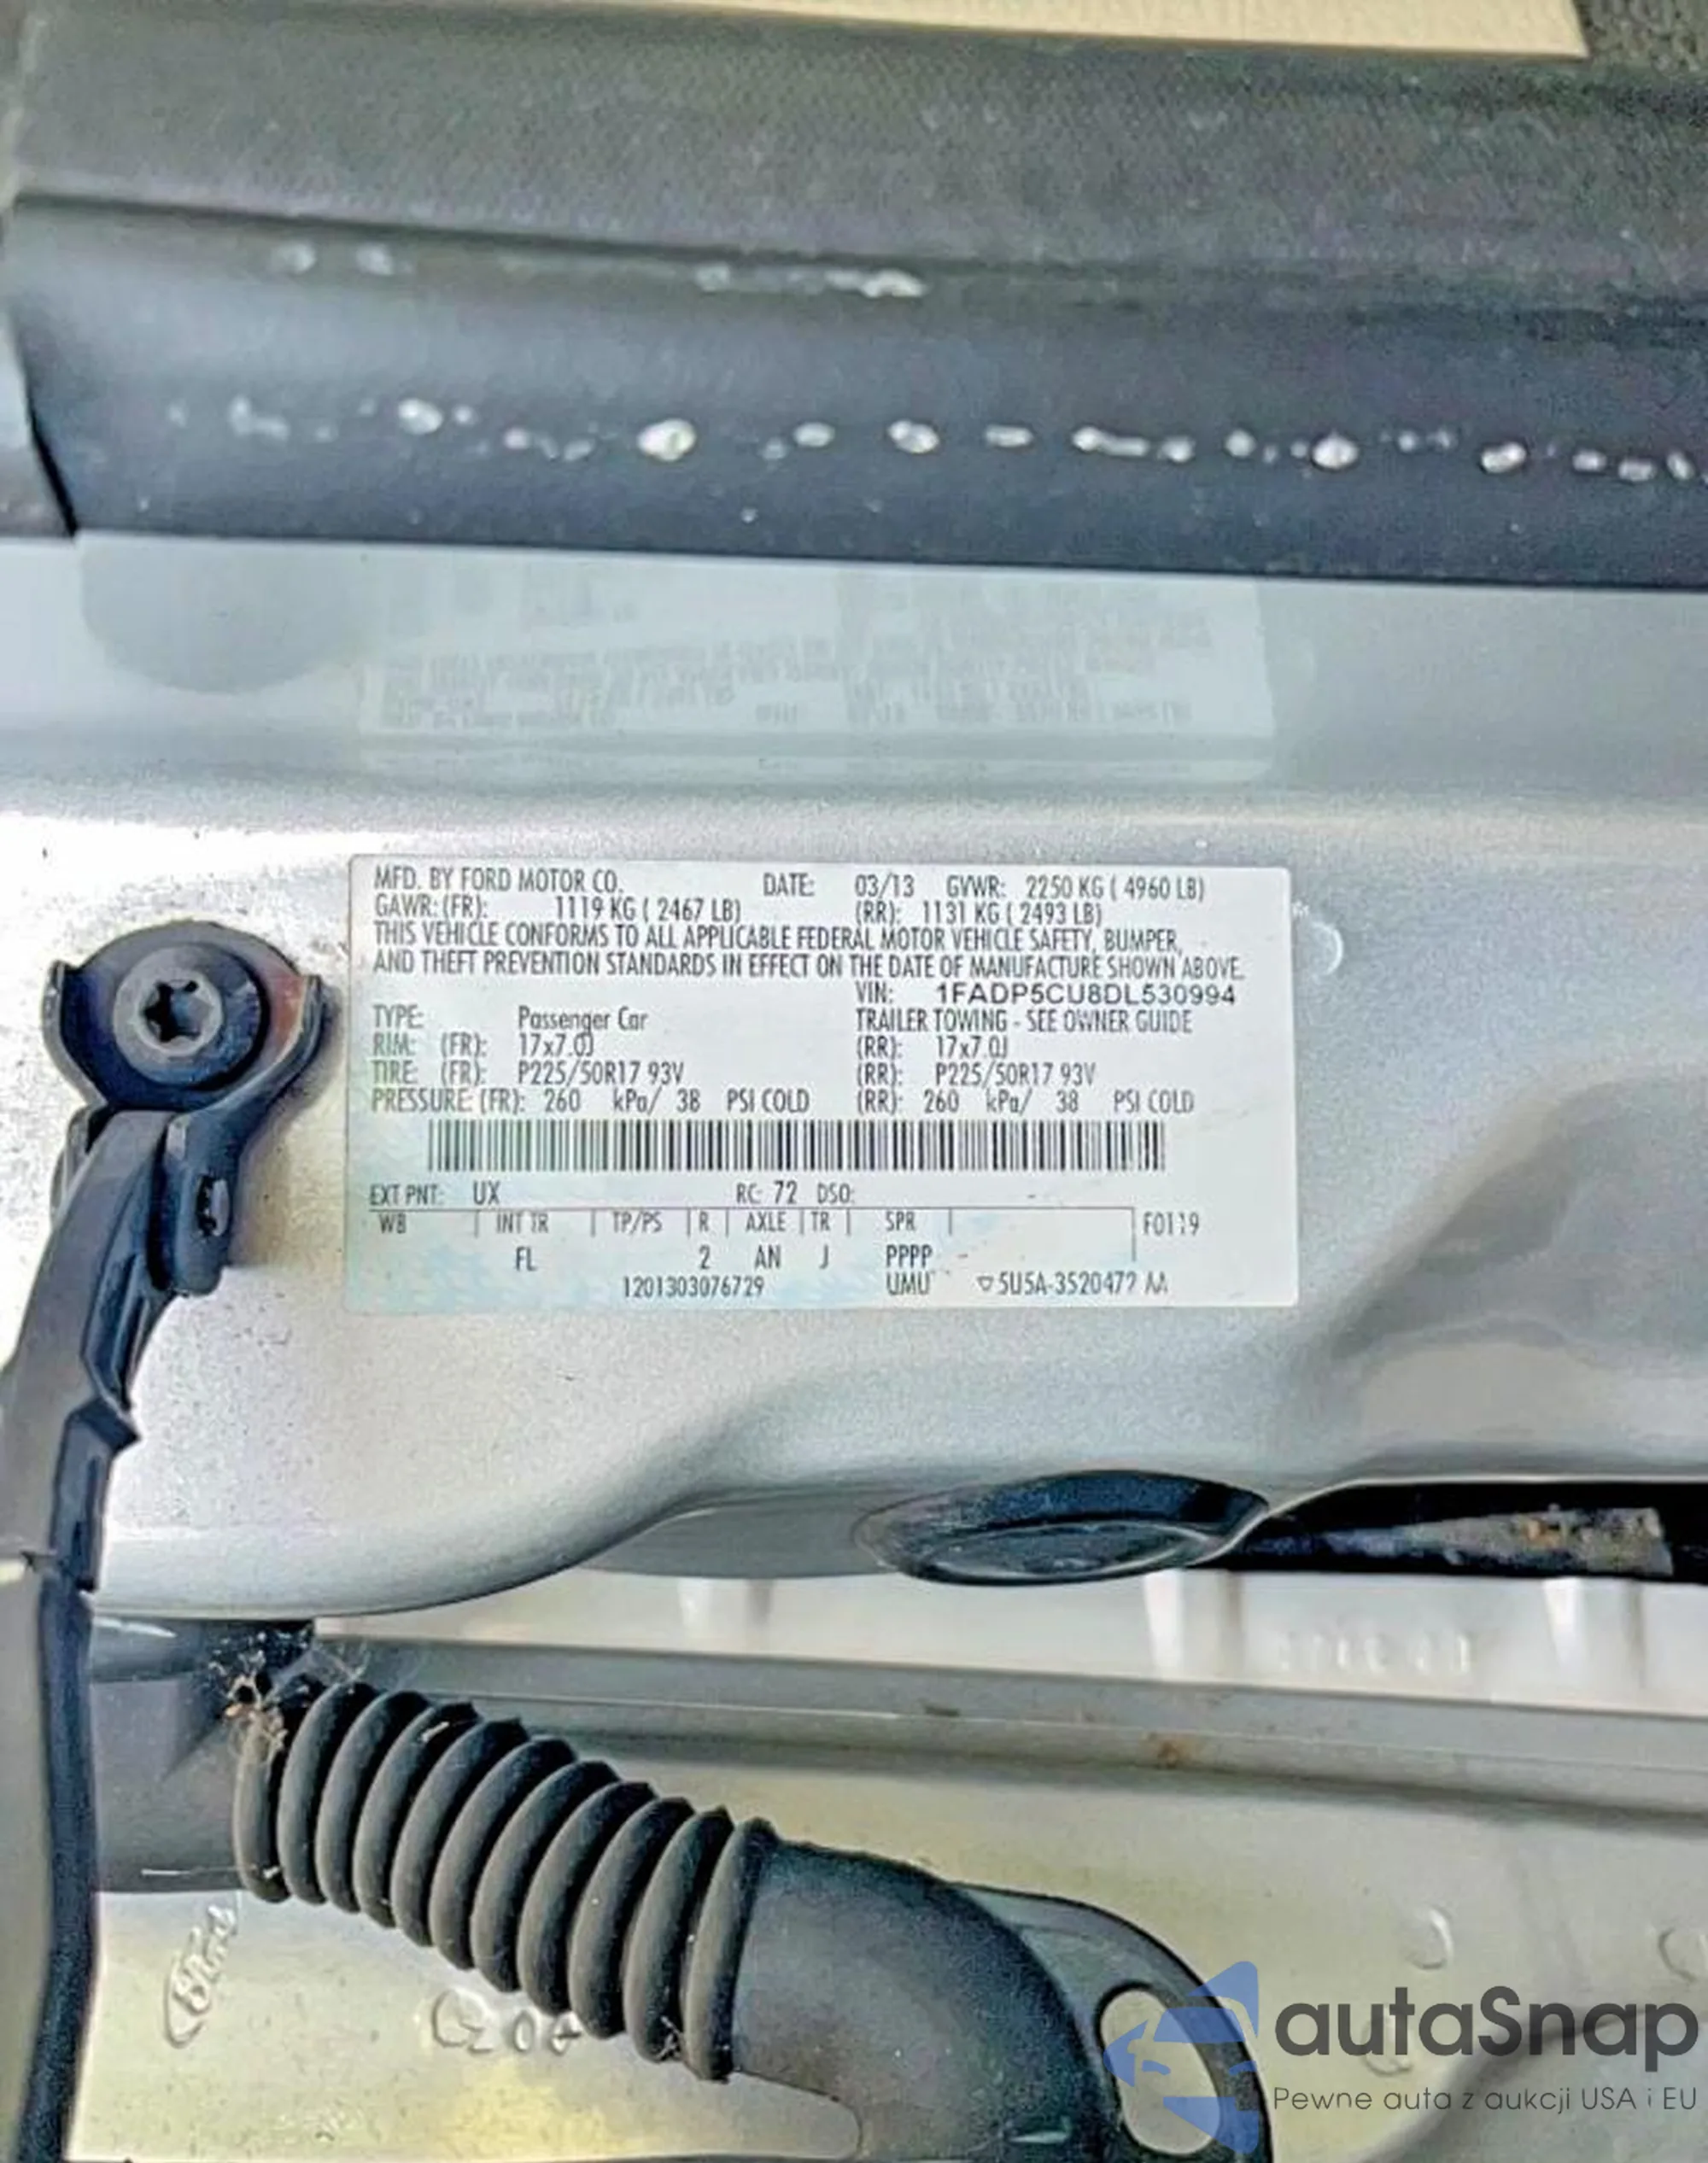 MFD. BY FORD MOTOR CO. DATE: 03/13 GVWR: 2250 KG ( 4960 LB)
GAWR: (FR): 1119 KG ( 2467 LB) (RR): 1131 KG ( 2493 LB)
THIS VEHICLE CONFORMS TO ALL APPLICABLE FEDERAL MOTOR VEHICLE SAFETY, BUMPER,
AND THEFT PREVENTION STANDARDS IN EFFECT ON THE DATE OF MANUFACTURE SHOWN ABOVE.
VIN: 1FADP5CU8DL530994
TYPE: Passenger Car TRAILER TOWING - SEE OWNER GUIDE
RIM: (FR): 17x7.0J (RR): 17x7.0J
TIRE: (FR): P225/50R17 93V (RR): P225/50R17 93V
PRESSURE: (FR): 260 kPa/ 38 PSI COLD (RR): 260 kPa/ 38 PSI COLD
EXT PNT: UX RC: 72 DSO:
WB INT TR TP/PS R AXLE TR SPR F0119
FL 2 AN J PPPP
1201303076729 UMU ▽5U5A-3520472 AA
Ford
autaSnap
Pewne auta z aukcji USA i EU